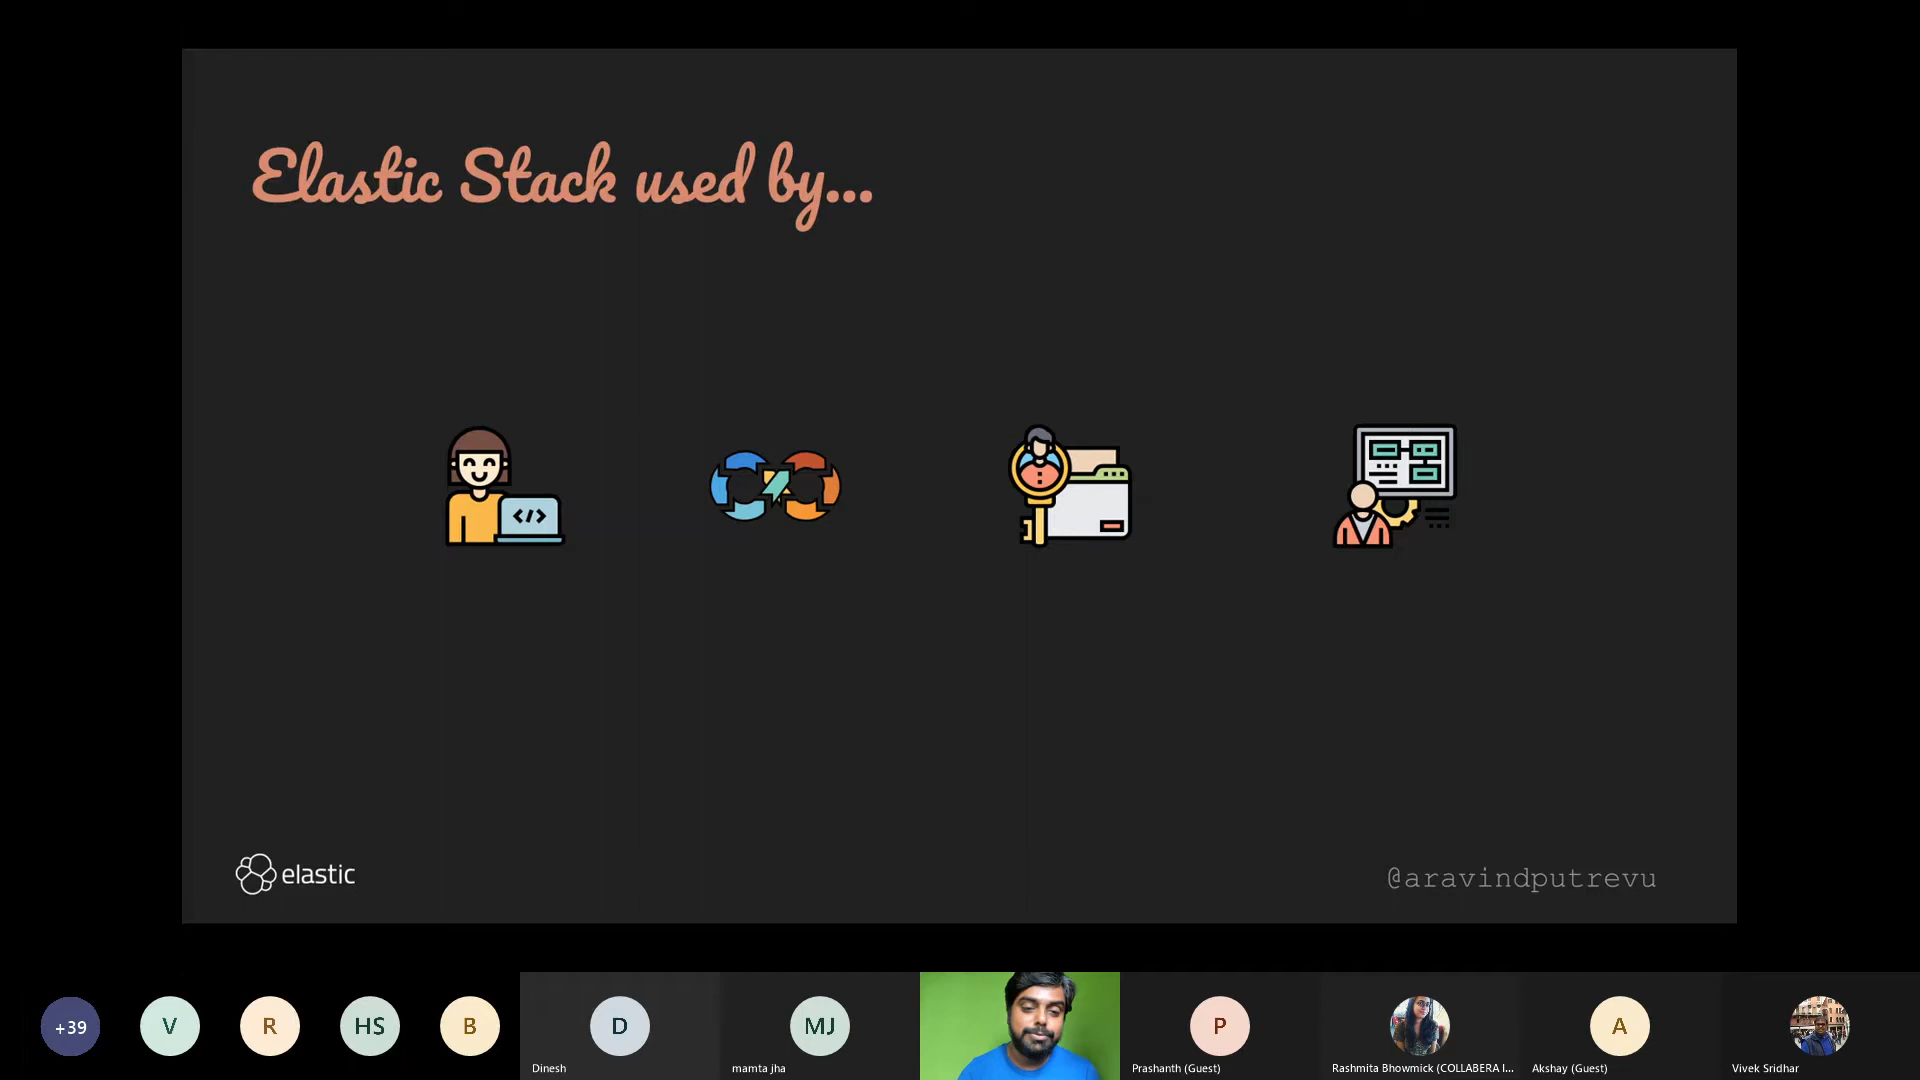 Elastic Stack used by...
</>
elastic
@aravindputrevu
+39
V
R
HS
B
D
MJ
P
A
Dinesh
mamta jha
Prashanth (Guest)
Rashmita Bhowmick (COLLABERA I...
Akshay (Guest)
Vivek Sridhar